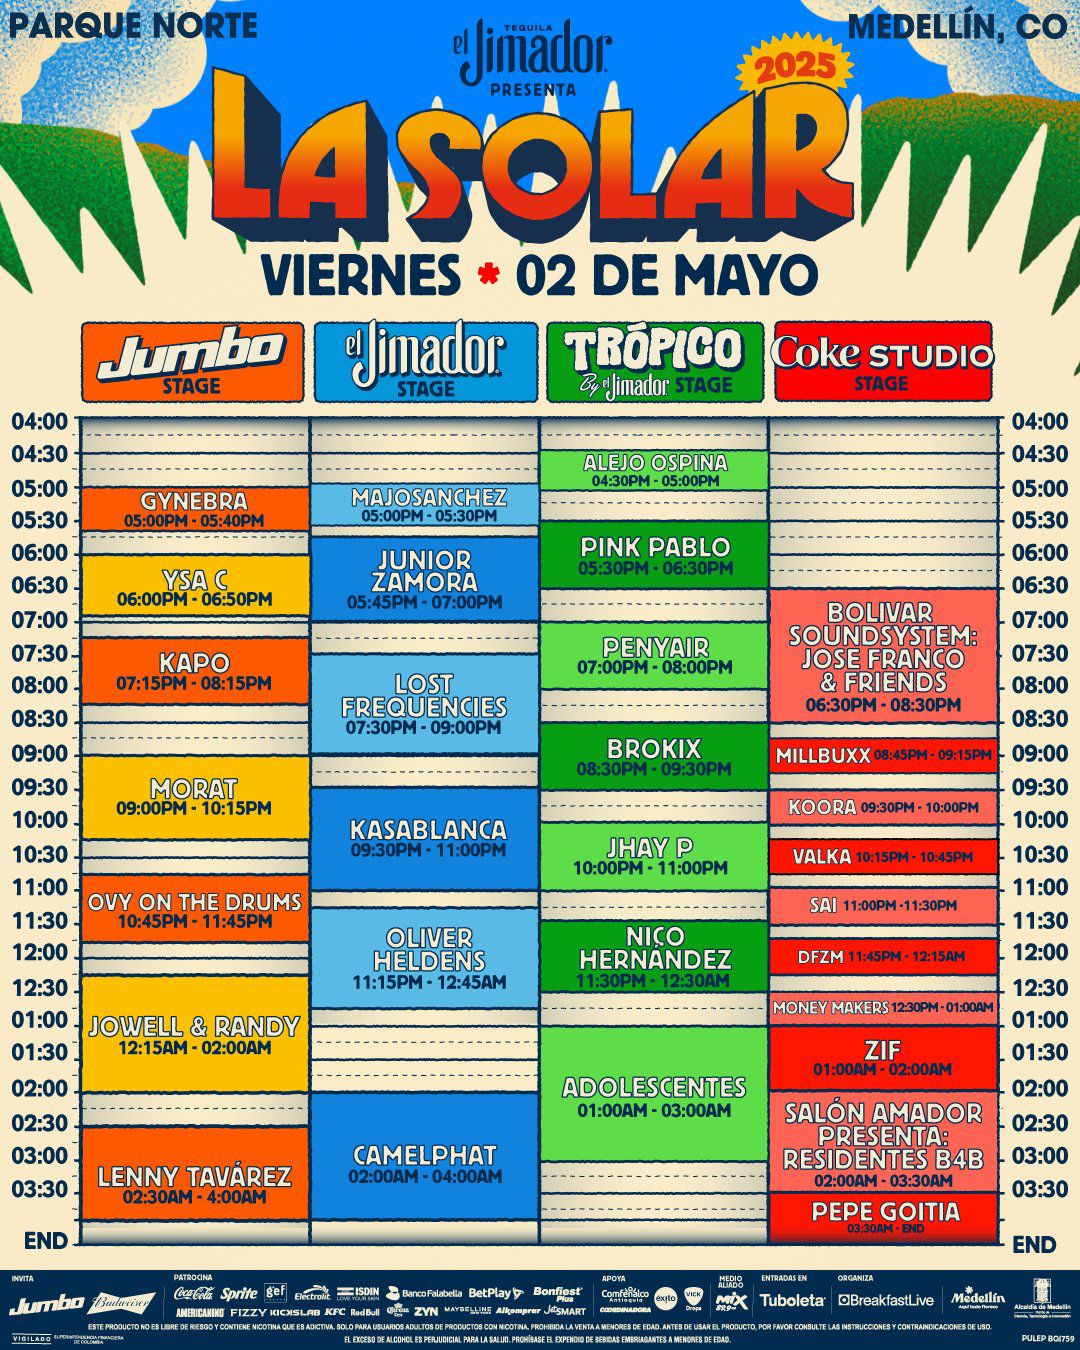 PARQUE NORTE
MEDELLÍN, CO
TEQUILA
el Jimador
PRESENTA
2025
LA SOLAR
VIERNES * 02 DE MAYO
Jumbo
STAGE
el Jimador
STAGE
TRÓPICO
By el Jimador STAGE
Coke STUDIO
STAGE
04:00
04:30
05:00
05:30
06:00
06:30
07:00
07:30
08:00
08:30
09:00
09:30
10:00
10:30
11:00
11:30
12:00
12:30
01:00
01:30
02:00
02:30
03:00
03:30
END
GYNEBRA
05:00PM - 05:40PM
YSA C
06:00PM - 06:50PM
KAPO
07:15PM - 08:15PM
MORAT
09:00PM - 10:15PM
OVY ON THE DRUMS
10:45PM - 11:45PM
JOWELL & RANDY
12:15AM - 02:00AM
LENNY TAVÁREZ
02:30AM - 4:00AM
MAJOSANCHEZ
05:00PM - 05:30PM
JUNIOR
ZAMORA
05:45PM - 07:00PM
LOST
FREQUENCIES
07:30PM - 09:00PM
KASABLANCA
09:30PM - 11:00PM
OLIVER
HELDENS
11:15PM - 12:45AM
CAMELPHAT
02:00AM - 04:00AM
ALEJO OSPINA
04:30PM - 05:00PM
PINK PABLO
05:30PM - 06:30PM
PENYAIR
07:00PM - 08:00PM
BROKIX
08:30PM - 09:30PM
JHAY P
10:00PM - 11:00PM
NICO
HERNÁNDEZ
11:30PM - 12:30AM
ADOLESCENTES
01:00AM - 03:00AM
BOLIVAR
SOUNDSYSTEM:
JOSE FRANCO
& FRIENDS
06:30PM - 08:30PM
MILLBUXX 08:45PM - 09:15PM
KOORA 09:30PM - 10:00PM
VALKA 10:15PM - 10:45PM
SAI 11:00PM -11:30PM
DFZM 11:45PM - 12:15AM
MONEY MAKERS 12:30PM - 01:00AM
ZIF
01:00AM - 02:00AM
SALÓN AMADOR
PRESENTA:
RESIDENTES B4B
02:00AM - 03:30AM
PEPE GOITIA
03:30AM - END
04:00
04:30
05:00
05:30
06:00
06:30
07:00
07:30
08:00
08:30
09:00
09:30
10:00
10:30
11:00
11:30
12:00
12:30
01:00
01:30
02:00
02:30
03:00
03:30
END
INVITA
Jumbo Budweiser
PATROCINA
Coca-Cola Sprite gef Electrolit ISDIN Banco Falabella BetPlay Bonfiest Plus
LOVE YOUR SKIN
AMERICANINO FIZZY KICKSLAB KFC Red Bull Corona ZYN MAYBELLINE Alkomprar JetSMART
APOYA
Comfenalco Antioquia éxito VICK Drops
COORDINADORA
MEDIO
ALIADO
MIX
89.9
ENTRADAS EN
Tuboleta
ORGANIZA
BreakfastLive
Medellín
Aquí todo florece
Alcaldía de Medellín
Ciencia, Tecnología e Innovación
ESTE PRODUCTO NO ES LIBRE DE RIESGO Y CONTIENE NICOTINA QUE ES ADICTIVA. SOLO PARA USUARIOS ADULTOS DE PRODUCTOS CON NICOTINA. PROHIBIDA LA VENTA A MENORES DE EDAD. ANTES DE USAR EL PRODUCTO, POR FAVOR CONSULTE LAS INSTRUCCIONES Y CONTRAINDICACIONES DE USO.
VIGILADO SUPERINTENDENCIA FINANCIERA
DE COLOMBIA
EL EXCESO DE ALCOHOL ES PERJUDICIAL PARA LA SALUD. PROHÍBASE EL EXPENDIO DE BEBIDAS EMBRIAGANTES A MENORES DE EDAD.
PULEP BQI759